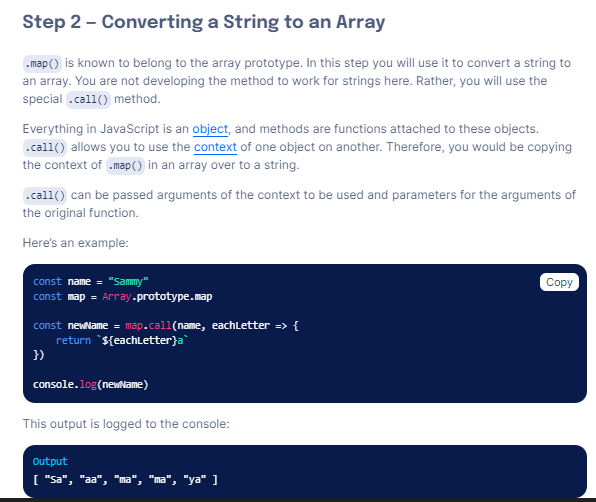 Step 2 — Converting a String to an Array
.map() is known to belong to the array prototype. In this step you will use it to convert a string to
an array. You are not developing the method to work for strings here. Rather, you will use the
special .call() method.
Everything in JavaScript is an object, and methods are functions attached to these objects.
.call() allows you to use the context of one object on another. Therefore, you would be copying
the context of .map() in an array over to a string.
.call() can be passed arguments of the context to be used and parameters for the arguments of
the original function.
Here's an example:
Copy
const name = "Sammy"
const map = Array.prototype.map
const newName = map.call(name, eachLetter => {
    return `${eachLetter}a`
})
console.log(newName)
This output is logged to the console:
Output
[ "Sa", "aa", "ma", "ma", "ya" ]